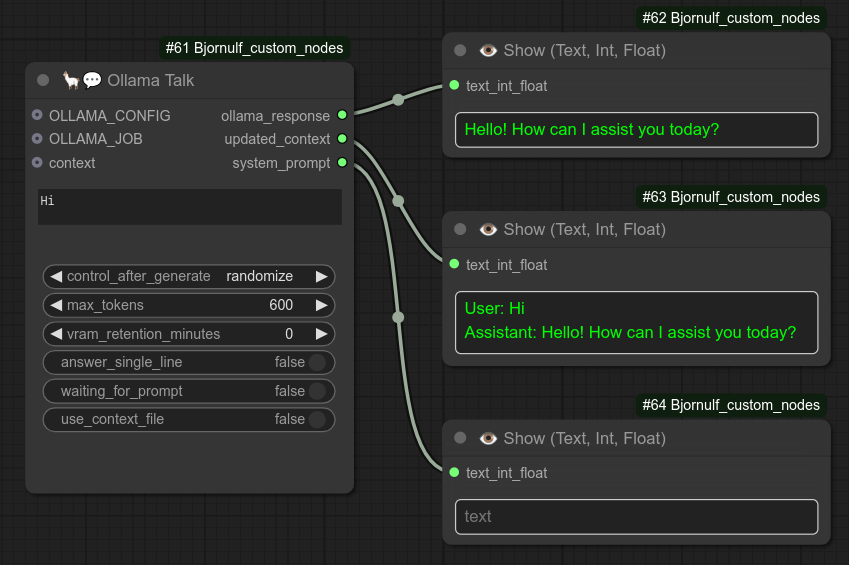 #61 Bjornulf_custom_nodes
Ollama Talk
OLLAMA_CONFIG ollama_response
OLLAMA_JOB updated_context
context system_prompt
Hi
control_after_generate randomize
max_tokens 600
vram_retention_minutes 0
answer_single_line false
waiting_for_prompt false
use_context_file false
#62 Bjornulf_custom_nodes
Show (Text, Int, Float)
text_int_float
Hello! How can I assist you today?
#63 Bjornulf_custom_nodes
Show (Text, Int, Float)
text_int_float
User: Hi
Assistant: Hello! How can I assist you today?
#64 Bjornulf_custom_nodes
Show (Text, Int, Float)
text_int_float
text